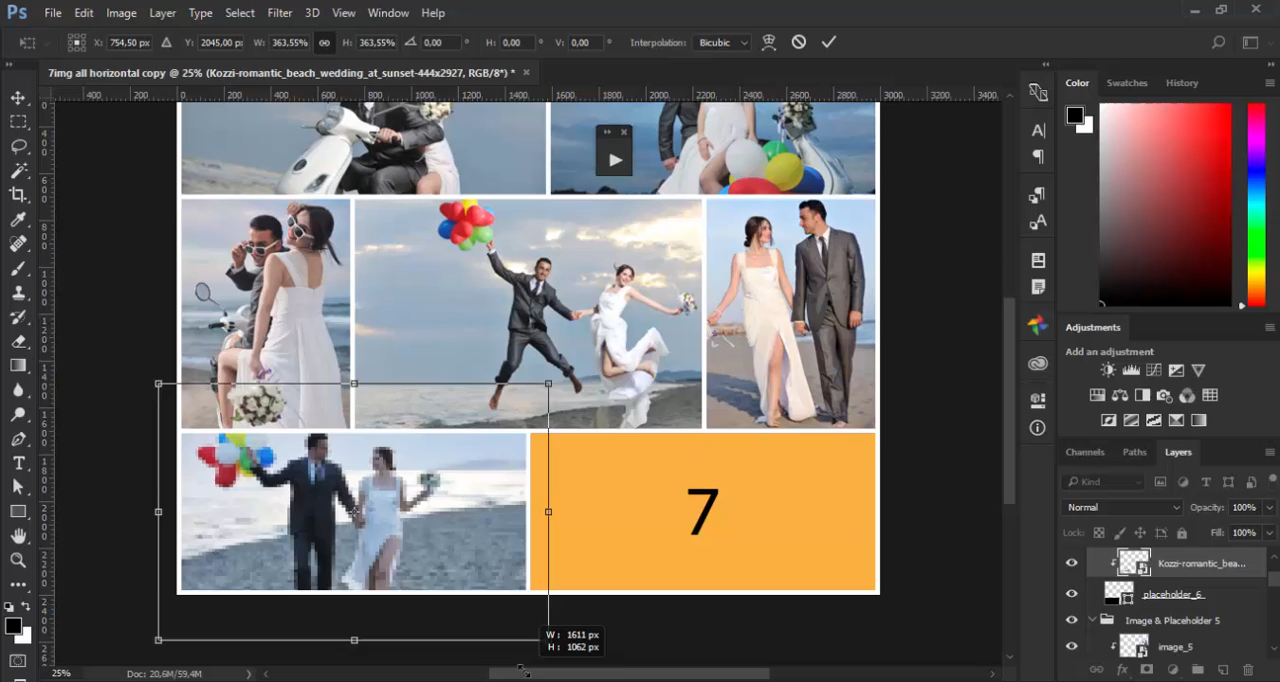 Ps File Edit Image Layer Type Select Filter 3D View Window Help
X: 754,50 px Y: 2045,00 px W: 363,55% H: 363,55% 0,00 ° H: 0,00 ° V: 0,00 ° Interpolation: Bicubic
7img all horizontal copy @ 25% (Kozzi-romantic_beach_wedding_at_sunset-444x2927, RGB/8*) * ×
400 200 0 200 400 600 800 1000 1200 1400 1600 1800 2000 2200 2400 2600 2800 3000 3200 3400
Color Swatches History
Adjustments
Add an adjustment
Channels Paths Layers
Kind
Normal Opacity: 100%
Lock: Fill: 100%
Kozzi-romantic_bea...
placeholder_6
Image & Placeholder 5
image_5
7
W : 1611 px
H : 1062 px
25% Doc: 20,6M/59,4M